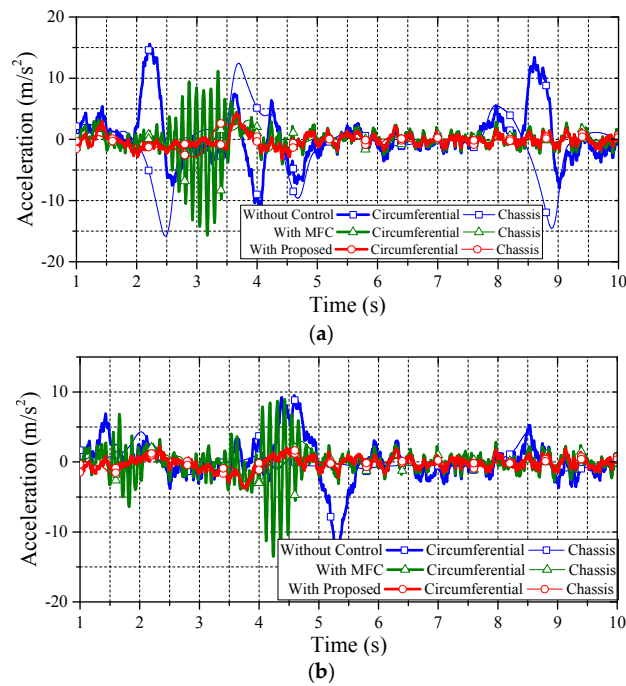 (a)
20
10
0
-10
-20
Acceleration (m/s²)
Without Control Circumferential Chassis
With MFC Circumferential Chassis
With Proposed Circumferential Chassis
1 2 3 4 5 6 7 8 9 10
Time (s)
(a)
10
0
-10
-20
Acceleration (m/s²)
Without Control Circumferential Chassis
With MFC Circumferential Chassis
With Proposed Circumferential Chassis
1 2 3 4 5 6 7 8 9 10
Time (s)
(b)